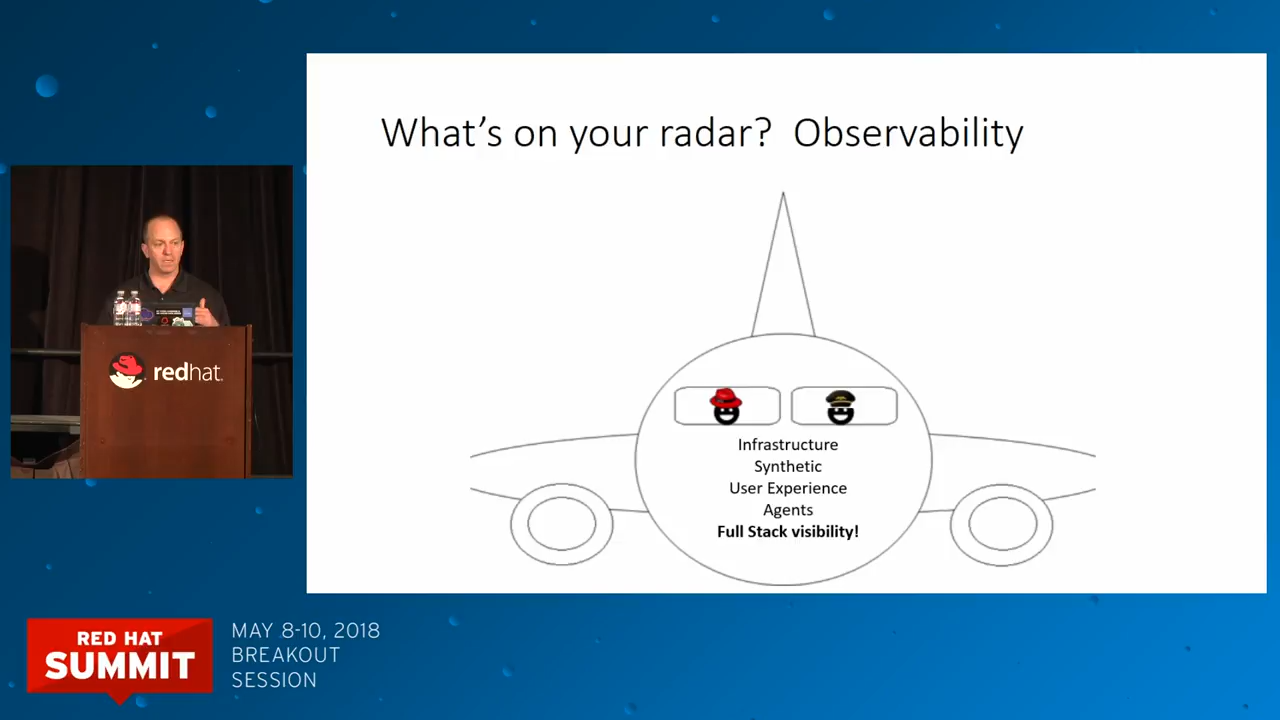 What's on your radar? Observability
Infrastructure
Synthetic
User Experience
Agents
Full Stack visibility!
redhat.
RED HAT
SUMMIT
MAY 8-10, 2018
BREAKOUT
SESSION